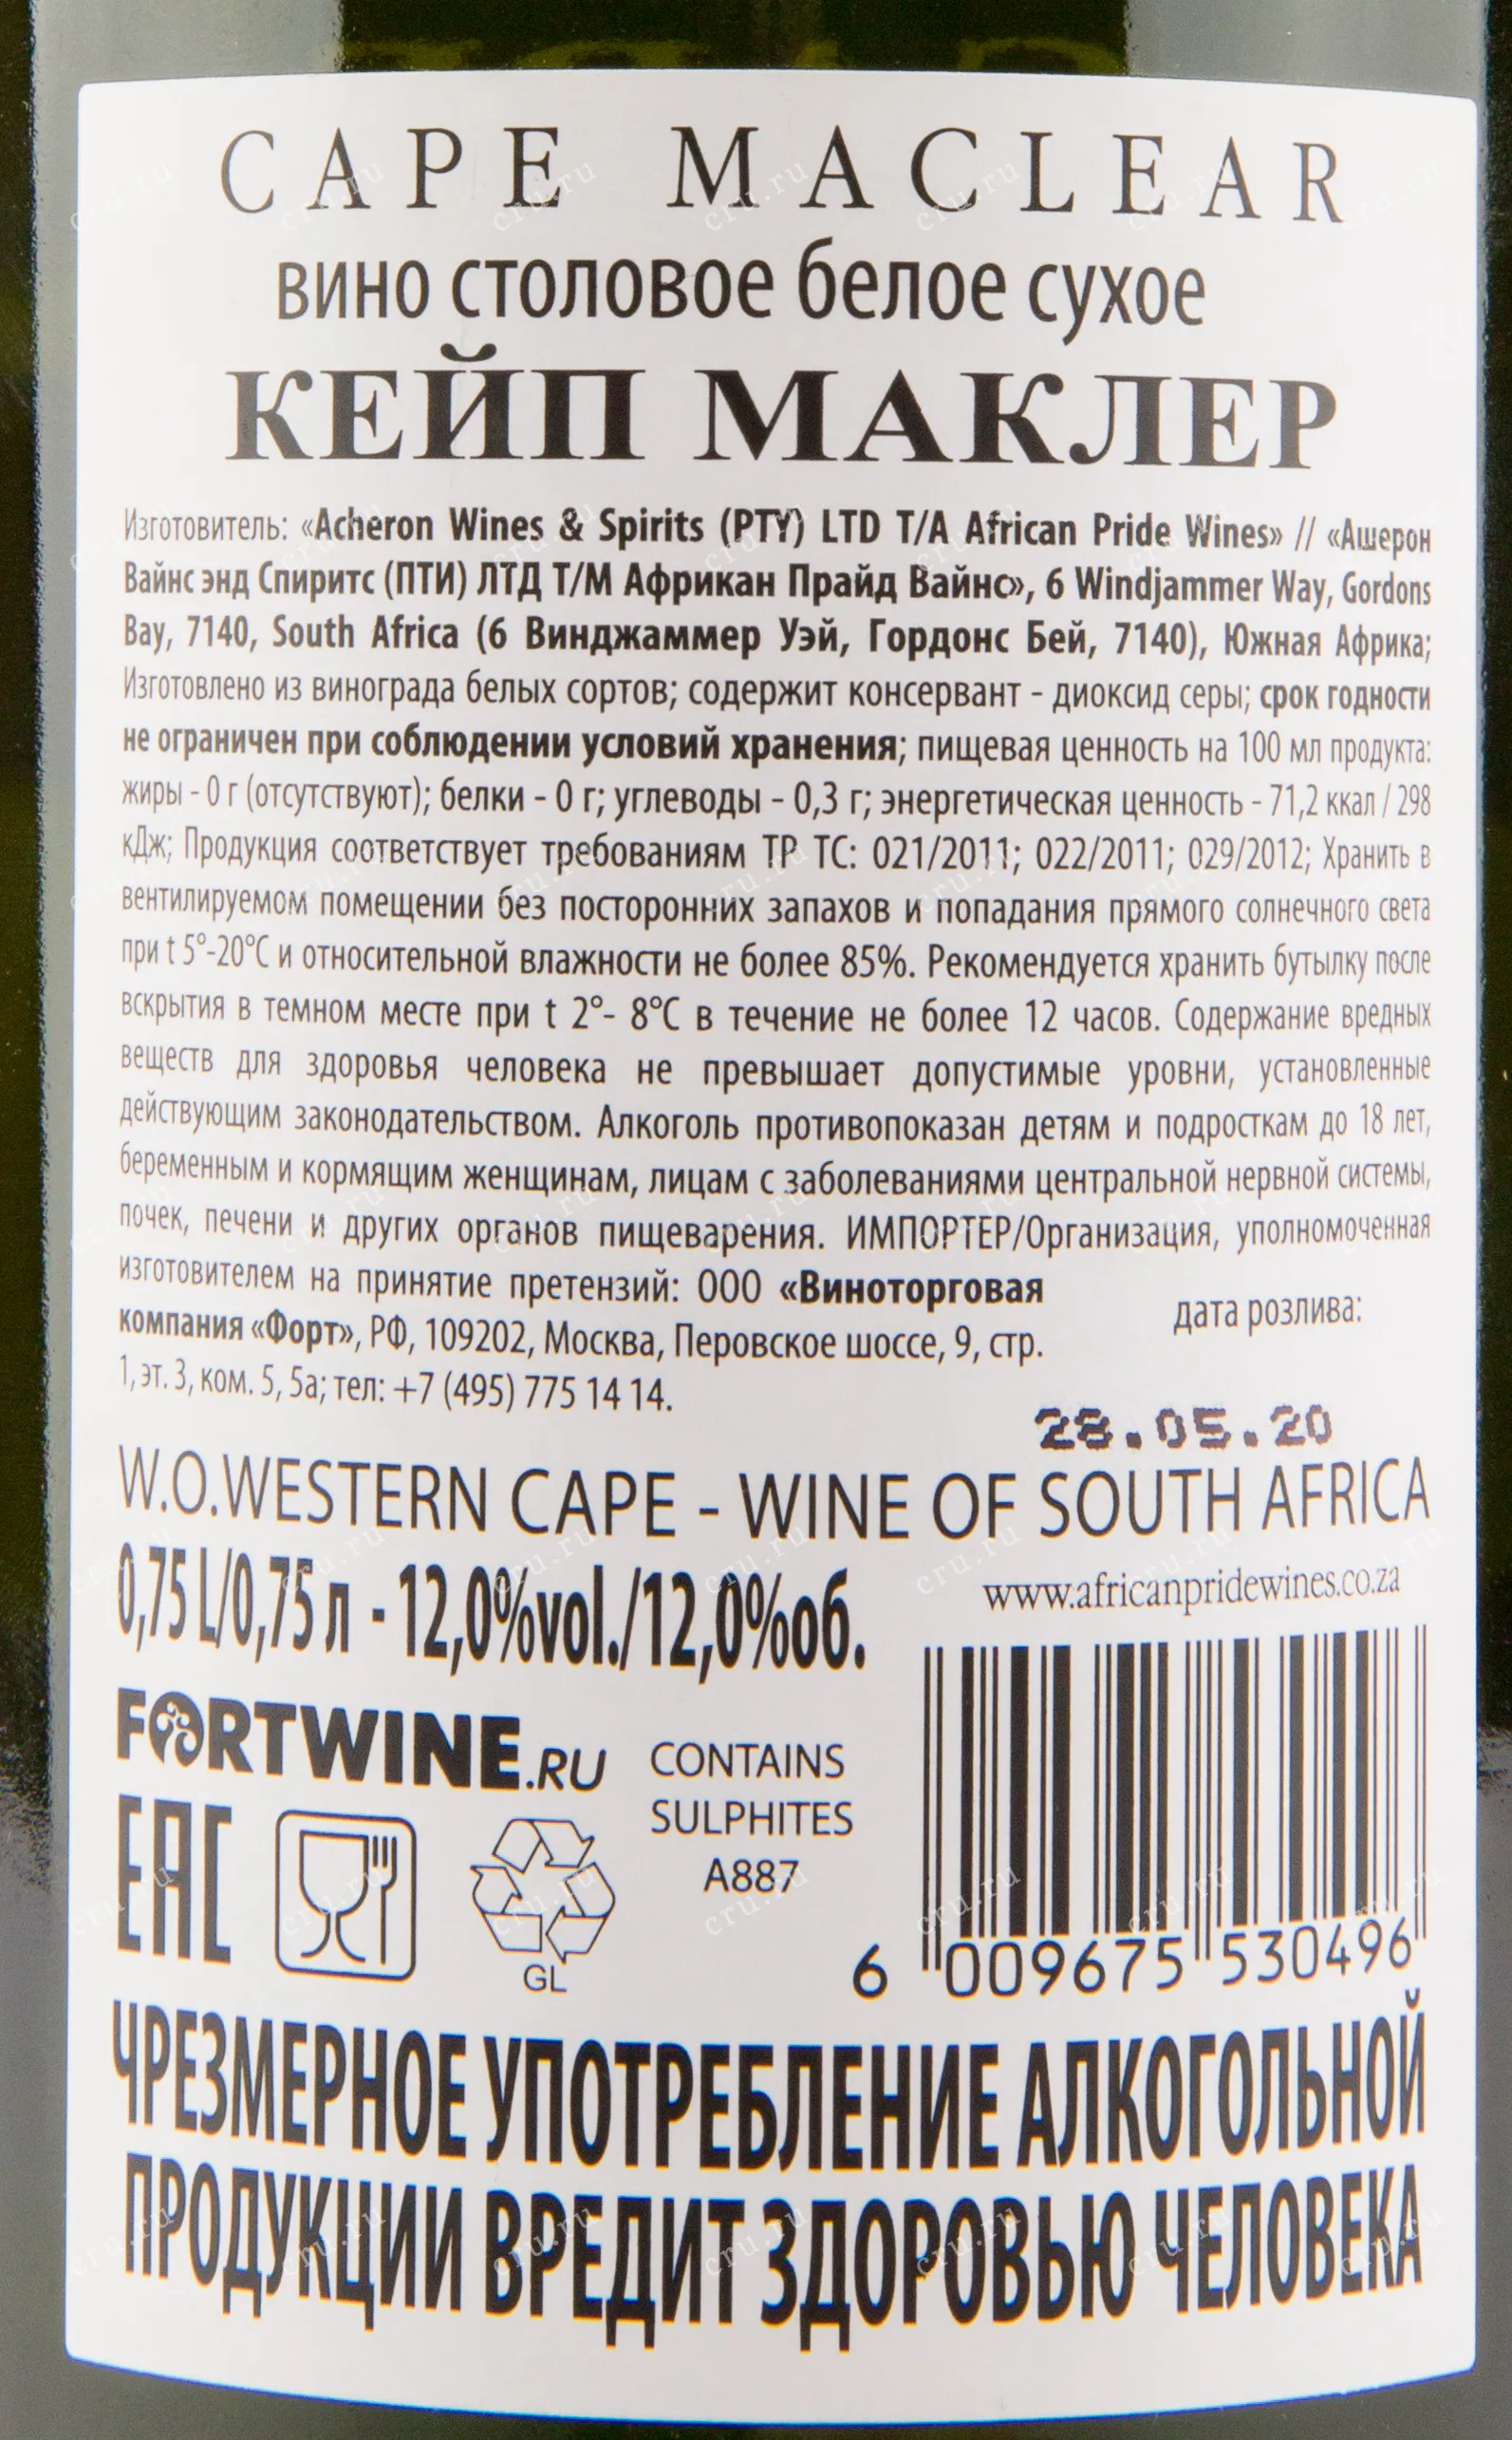 CAPE MACLEAR
вино столовое белое сухое
КЕЙП МАКЛЕР
Изготовитель: «Acheron Wines & Spirits (PTY) LTD T/A African Pride Wines» // «Ашерон
Вайнс энд Спиритс (ПТИ) ЛТД Т/М Африкан Прайд Вайнс», 6 Windjammer Way, Gordons
Bay, 7140, South Africa (6 Винджаммер Уэй, Гордонс Бей, 7140), Южная Африка;
Изготовлено из винограда белых сортов; содержит консервант - диоксид серы; срок годности
не ограничен при соблюдении условий хранения; пищевая ценность на 100 мл продукта:
жиры - 0 г (отсутствуют); белки - 0 г; углеводы - 0,3 г; энергетическая ценность - 71,2 ккал / 298
кДж; Продукция соответствует требованиям ТР ТС: 021/2011; 022/2011; 029/2012; Хранить в
вентилируемом помещении без посторонних запахов и попадания прямого солнечного света
при t 5°-20°C и относительной влажности не более 85%. Рекомендуется хранить бутылку после
вскрытия в темном месте при t 2°- 8°C в течение не более 12 часов. Содержание вредных
веществ для здоровья человека не превышает допустимые уровни, установленные
действующим законодательством. Алкоголь противопоказан детям и подросткам до 18 лет,
беременным и кормящим женщинам, лицам с заболеваниями центральной нервной системы,
почек, печени и других органов пищеварения. ИМПОРТЕР/Организация, уполномоченная
изготовителем на принятие претензий: ООО «Виноторговая
компания «Форт», РФ, 109202, Москва, Перовское шоссе, 9, стр.
1, эт. 3, ком. 5, 5а; тел: +7 (495) 775 14 14.
дата розлива:
28.05.20
W.O.WESTERN CAPE - WINE OF SOUTH AFRICA
0,75 L/0,75 л - 12,0%vol./12,0%об.
www.africanpridewines.co.za
FORTWINE.RU
CONTAINS
SULPHITES
A887
EAC
GL
6 009675 530496
ЧРЕЗМЕРНОЕ УПОТРЕБЛЕНИЕ АЛКОГОЛЬНОЙ
ПРОДУКЦИИ ВРЕДИТ ЗДОРОВЬЮ ЧЕЛОВЕКА
cru.ru